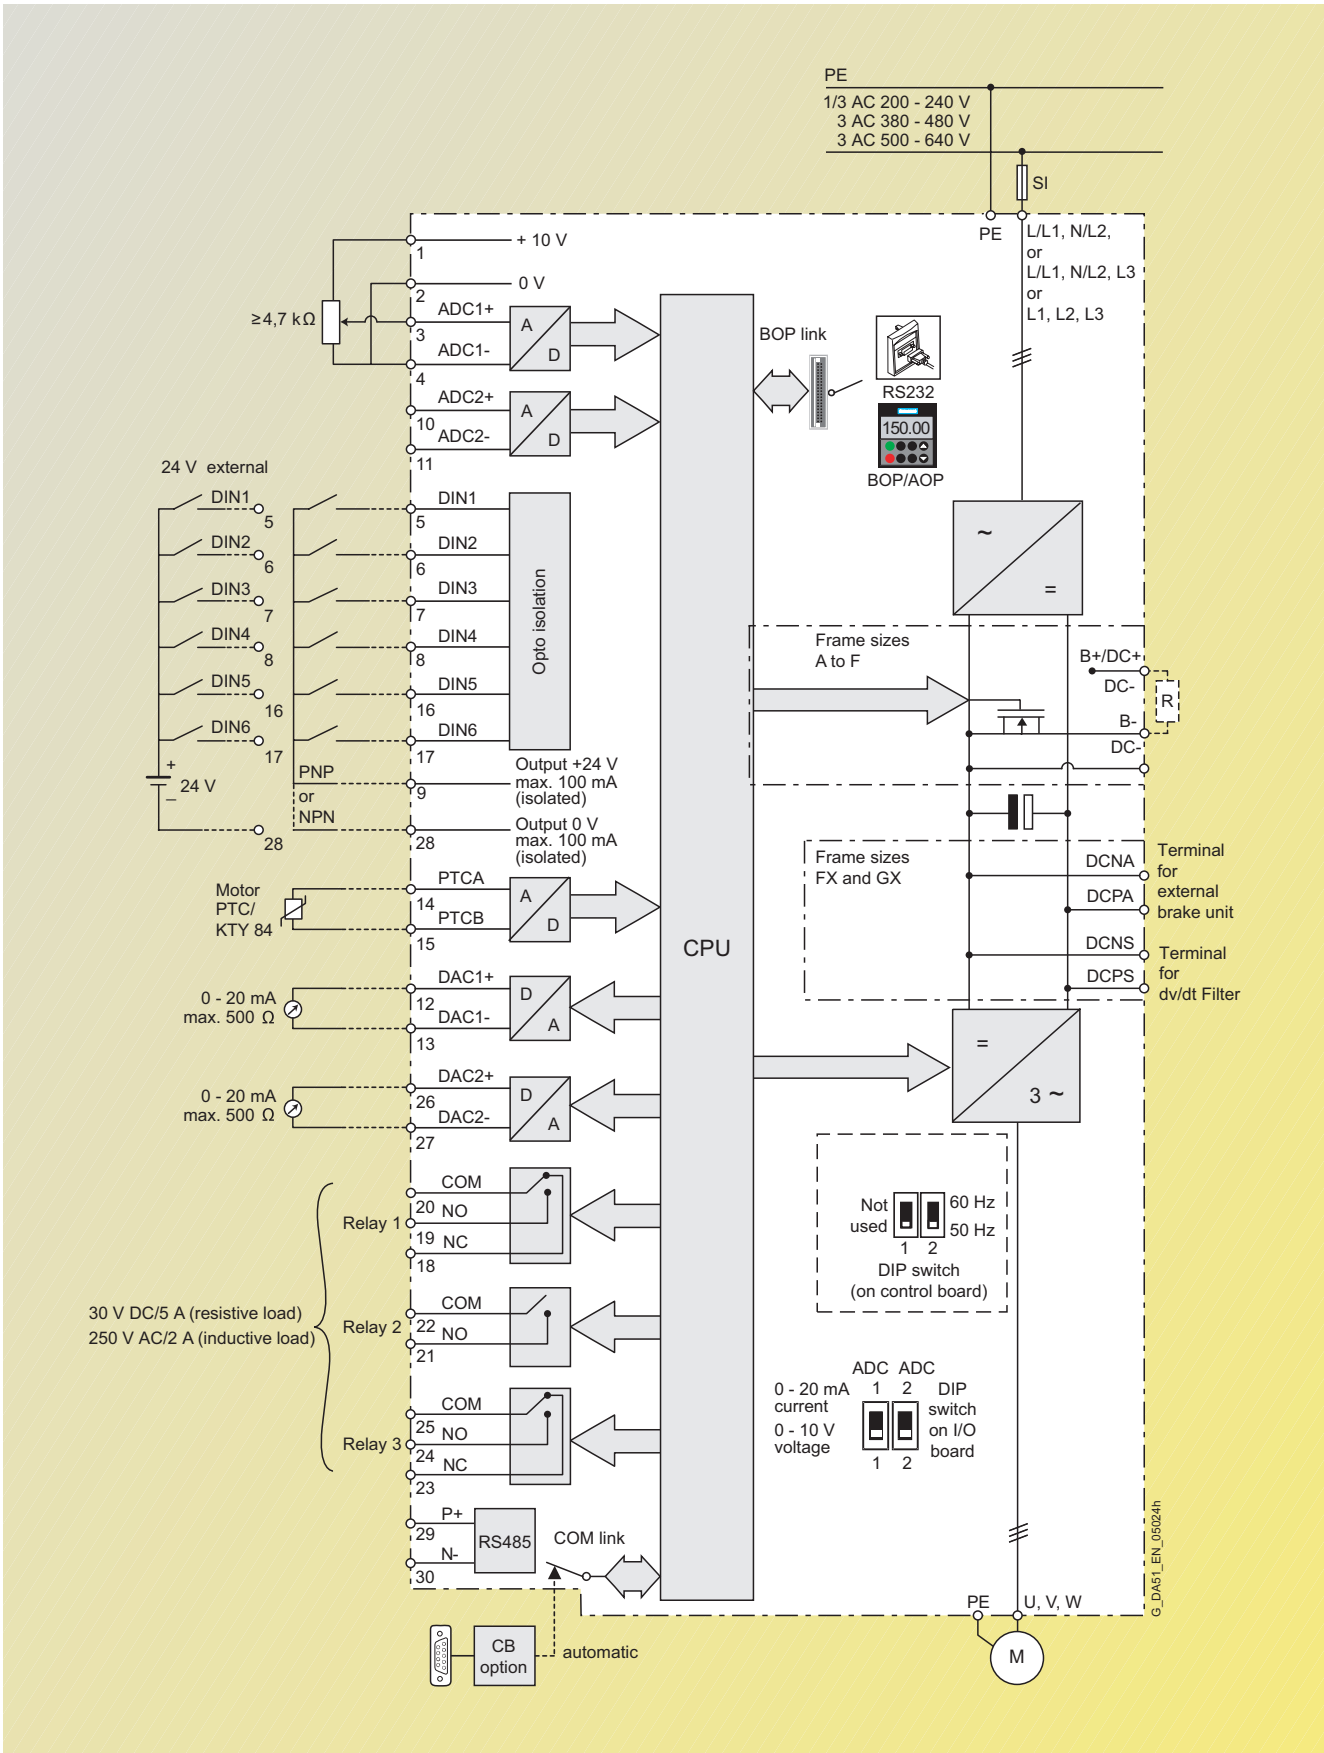 PE
1/3 AC 200 - 240 V
3 AC 380 - 480 V
3 AC 500 - 640 V
SI
PE
L/L1, N/L2,
or
L/L1, N/L2, L3
or
L1, L2, L3
1
+ 10 V
2
0 V
≥4,7 kΩ
ADC1+
3
ADC1-
4
A
D
ADC2+
10
ADC2-
11
A
D
BOP link
RS232
150.00
BOP/AOP
24 V external
DIN1
5
DIN2
6
DIN3
7
DIN4
8
DIN5
16
DIN6
17
+
24 V
–
28
DIN1
5
DIN2
6
DIN3
7
DIN4
8
DIN5
16
DIN6
17
Opto isolation
PNP
or
NPN
9
Output +24 V
max. 100 mA
(isolated)
28
Output 0 V
max. 100 mA
(isolated)
~
=
Frame sizes
A to F
B+/DC+
DC-
R
B-
DC-
Frame sizes
FX and GX
DCNA
DCPA
Terminal
for
external
brake unit
DCNS
DCPS
Terminal
for
dv/dt Filter
Motor
PTC/
KTY 84
PTCA
14
PTCB
15
A
D
CPU
0 - 20 mA
max. 500 Ω
DAC1+
12
DAC1-
13
D
A
0 - 20 mA
max. 500 Ω
DAC2+
26
DAC2-
27
D
A
=
3 ~
30 V DC/5 A (resistive load)
250 V AC/2 A (inductive load)
Relay 1
COM
20
NO
19
NC
18
Relay 2
COM
22
NO
21
Relay 3
COM
25
NO
24
NC
23
Not
used
60 Hz
50 Hz
1 2
DIP switch
(on control board)
ADC ADC
1 2
0 - 20 mA
current
0 - 10 V
voltage
DIP
switch
on I/O
board
1 2
P+
29
N-
30
RS485
COM link
CB
option
automatic
PE
U, V, W
M
G_DA51_EN_05024h